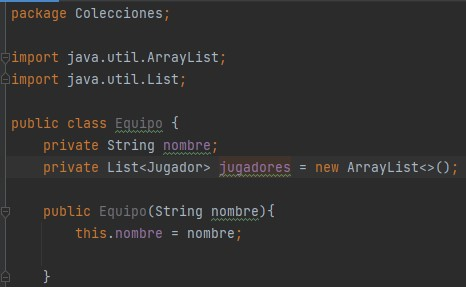 package Colecciones;
import java.util.ArrayList;
import java.util.List;
public class Equipo {
private String nombre;
private List<Jugador> jugadores = new ArrayList<>();
public Equipo(String nombre){
this.nombre = nombre;
}